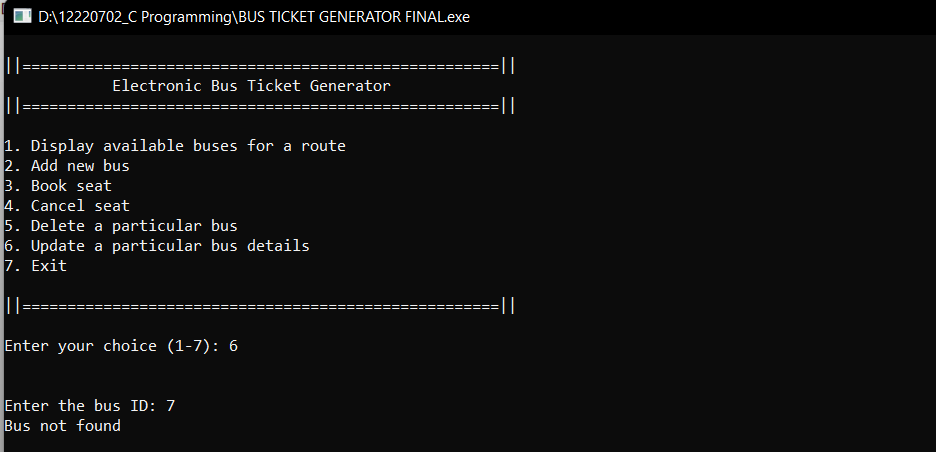 D:\12220702_C Programming\BUS TICKET GENERATOR FINAL.exe
||=====================================================||
Electronic Bus Ticket Generator
||=====================================================||
1. Display available buses for a route
2. Add new bus
3. Book seat
4. Cancel seat
5. Delete a particular bus
6. Update a particular bus details
7. Exit
||=====================================================||
Enter your choice (1-7): 6
Enter the bus ID: 7
Bus not found